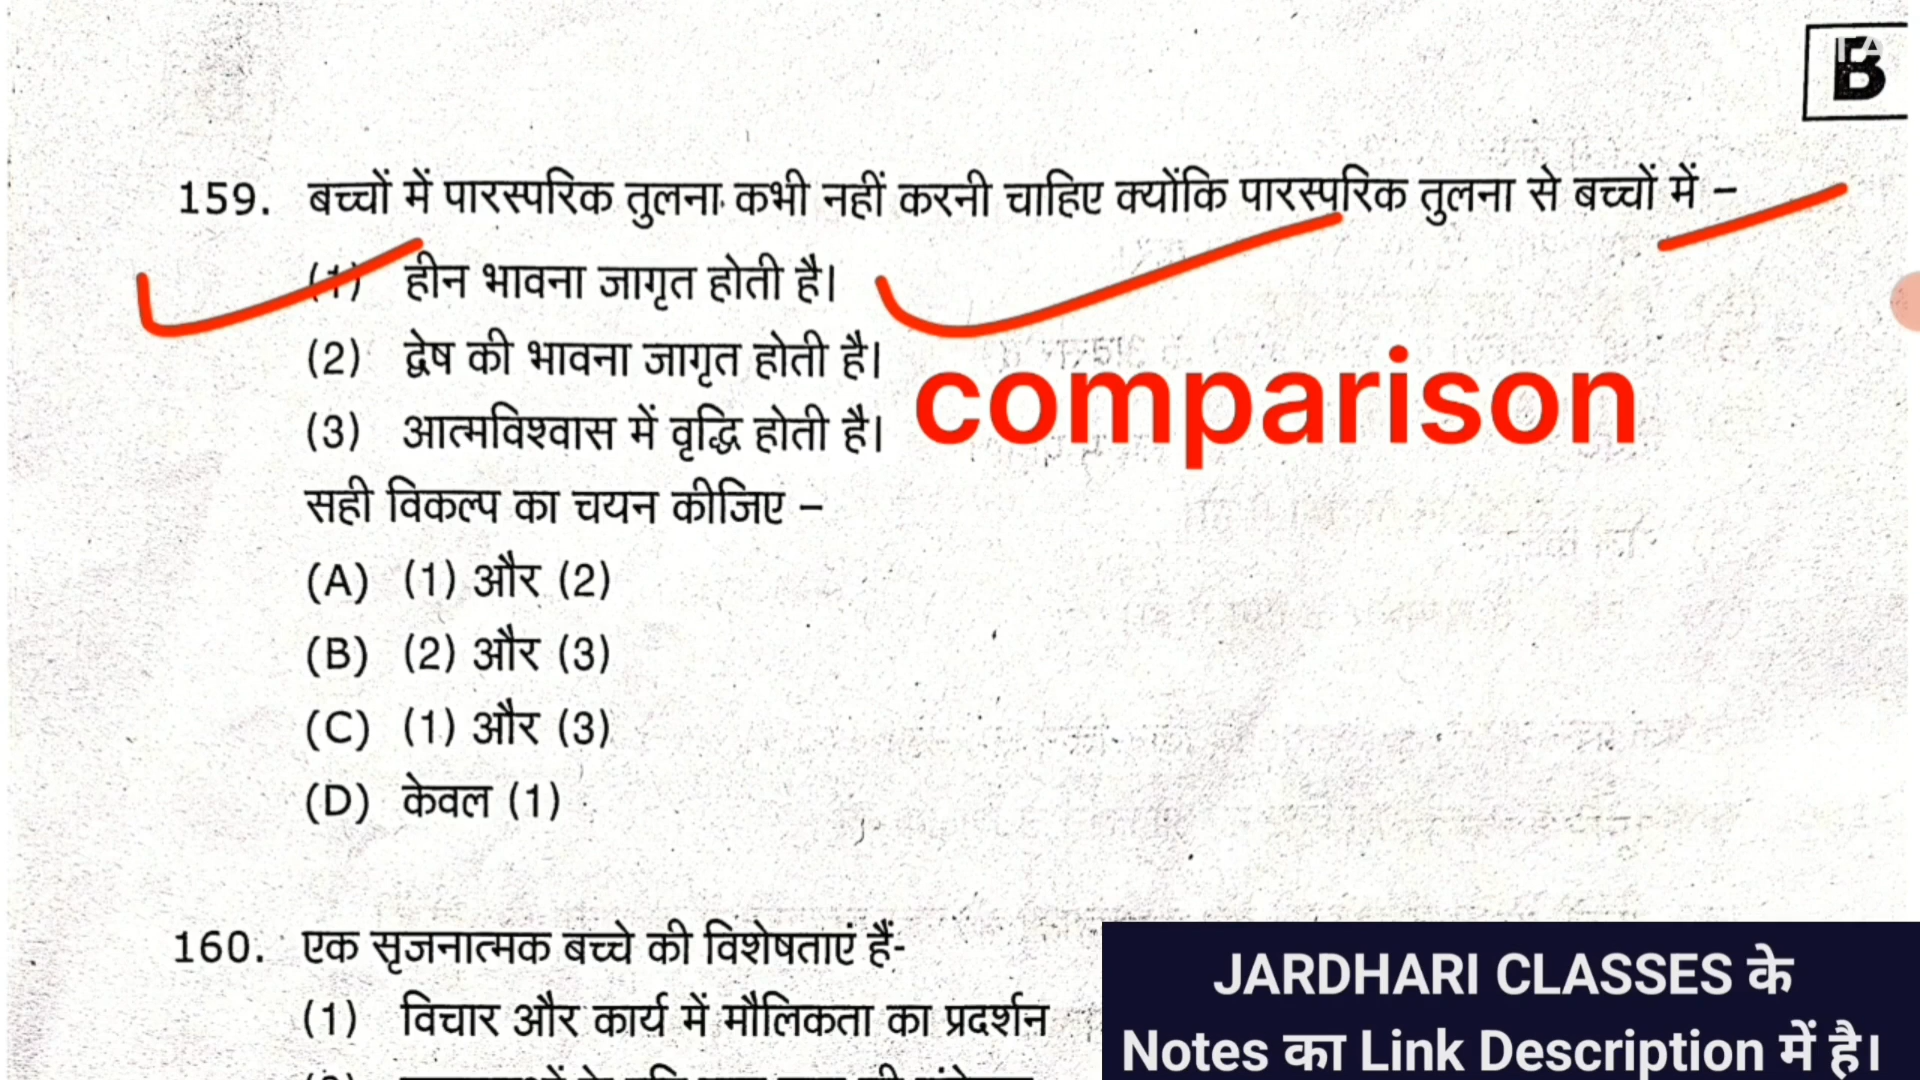 B
159. बच्चों में पारस्परिक तुलना कभी नहीं करनी चाहिए क्योंकि पारस्परिक तुलना से बच्चों में –
(1) हीन भावना जागृत होती है।
(2) द्वेष की भावना जागृत होती है।
(3) आत्मविश्वास में वृद्धि होती है।
comparison
सही विकल्प का चयन कीजिए –
(A) (1) और (2)
(B) (2) और (3)
(C) (1) और (3)
(D) केवल (1)
160. एक सृजनात्मक बच्चे की विशेषताएं हैं-
(1) विचार और कार्य में मौलिकता का प्रदर्शन
JARDHARI CLASSES के
Notes का Link Description में है।